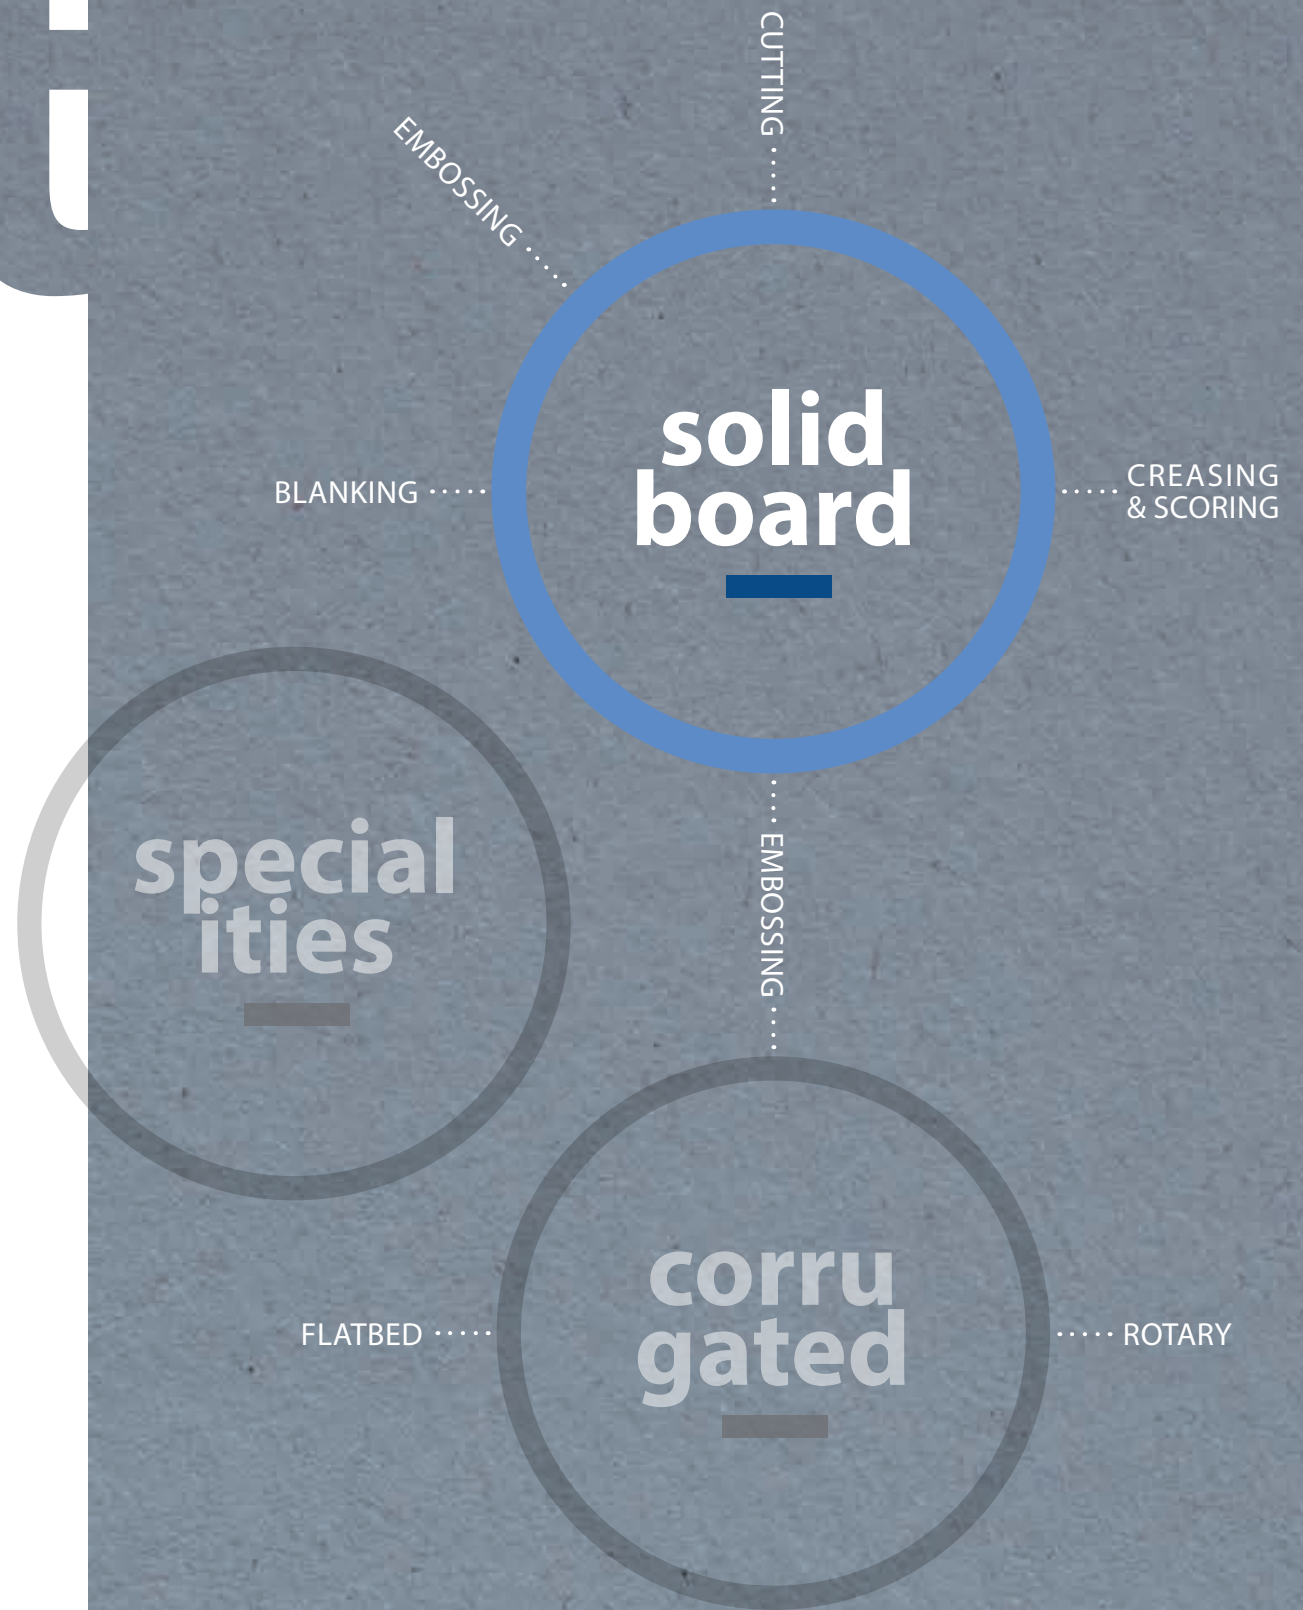 CUTTING
EMBOSSING
solid
board
BLANKING
CREASING
& SCORING
special
ities
EMBOSSING
corru
gated
FLATBED
ROTARY